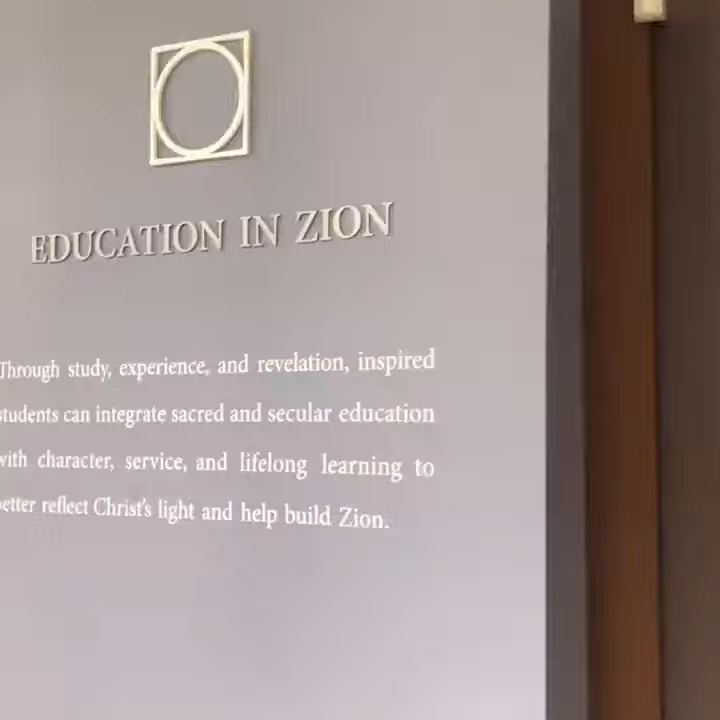 EDUCATION IN ZION
Through study, experience, and revelation, inspired
students can integrate sacred and secular education
with character, service, and lifelong learning to
better reflect Christ's light and help build Zion.